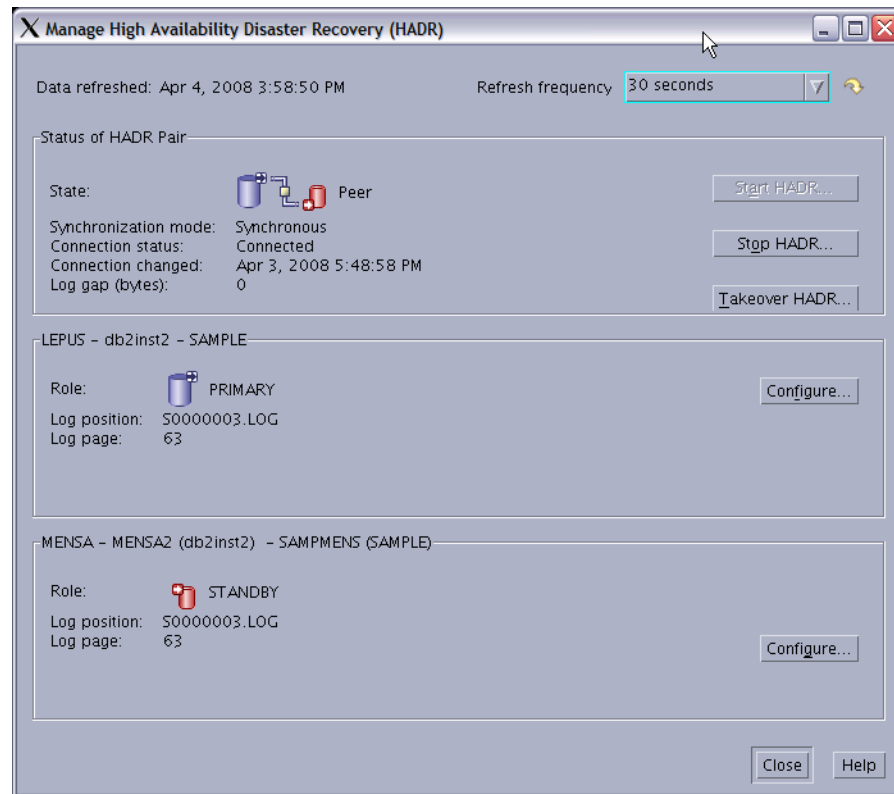 Manage High Availability Disaster Recovery (HADR)
Data refreshed: Apr 4, 2008 3:58:50 PM
Refresh frequency 30 seconds
Status of HADR Pair
State: Peer
Start HADR...
Synchronization mode: Synchronous
Connection status: Connected
Stop HADR...
Connection changed: Apr 3, 2008 5:48:58 PM
Log gap (bytes): 0
Takeover HADR...
LEPUS - db2inst2 - SAMPLE
Role: PRIMARY
Configure...
Log position: S0000003.LOG
Log page: 63
MENSA - MENSA2 (db2inst2) - SAMPMENS (SAMPLE)
Role: STANDBY
Log position: S0000003.LOG
Log page: 63
Configure...
Close Help